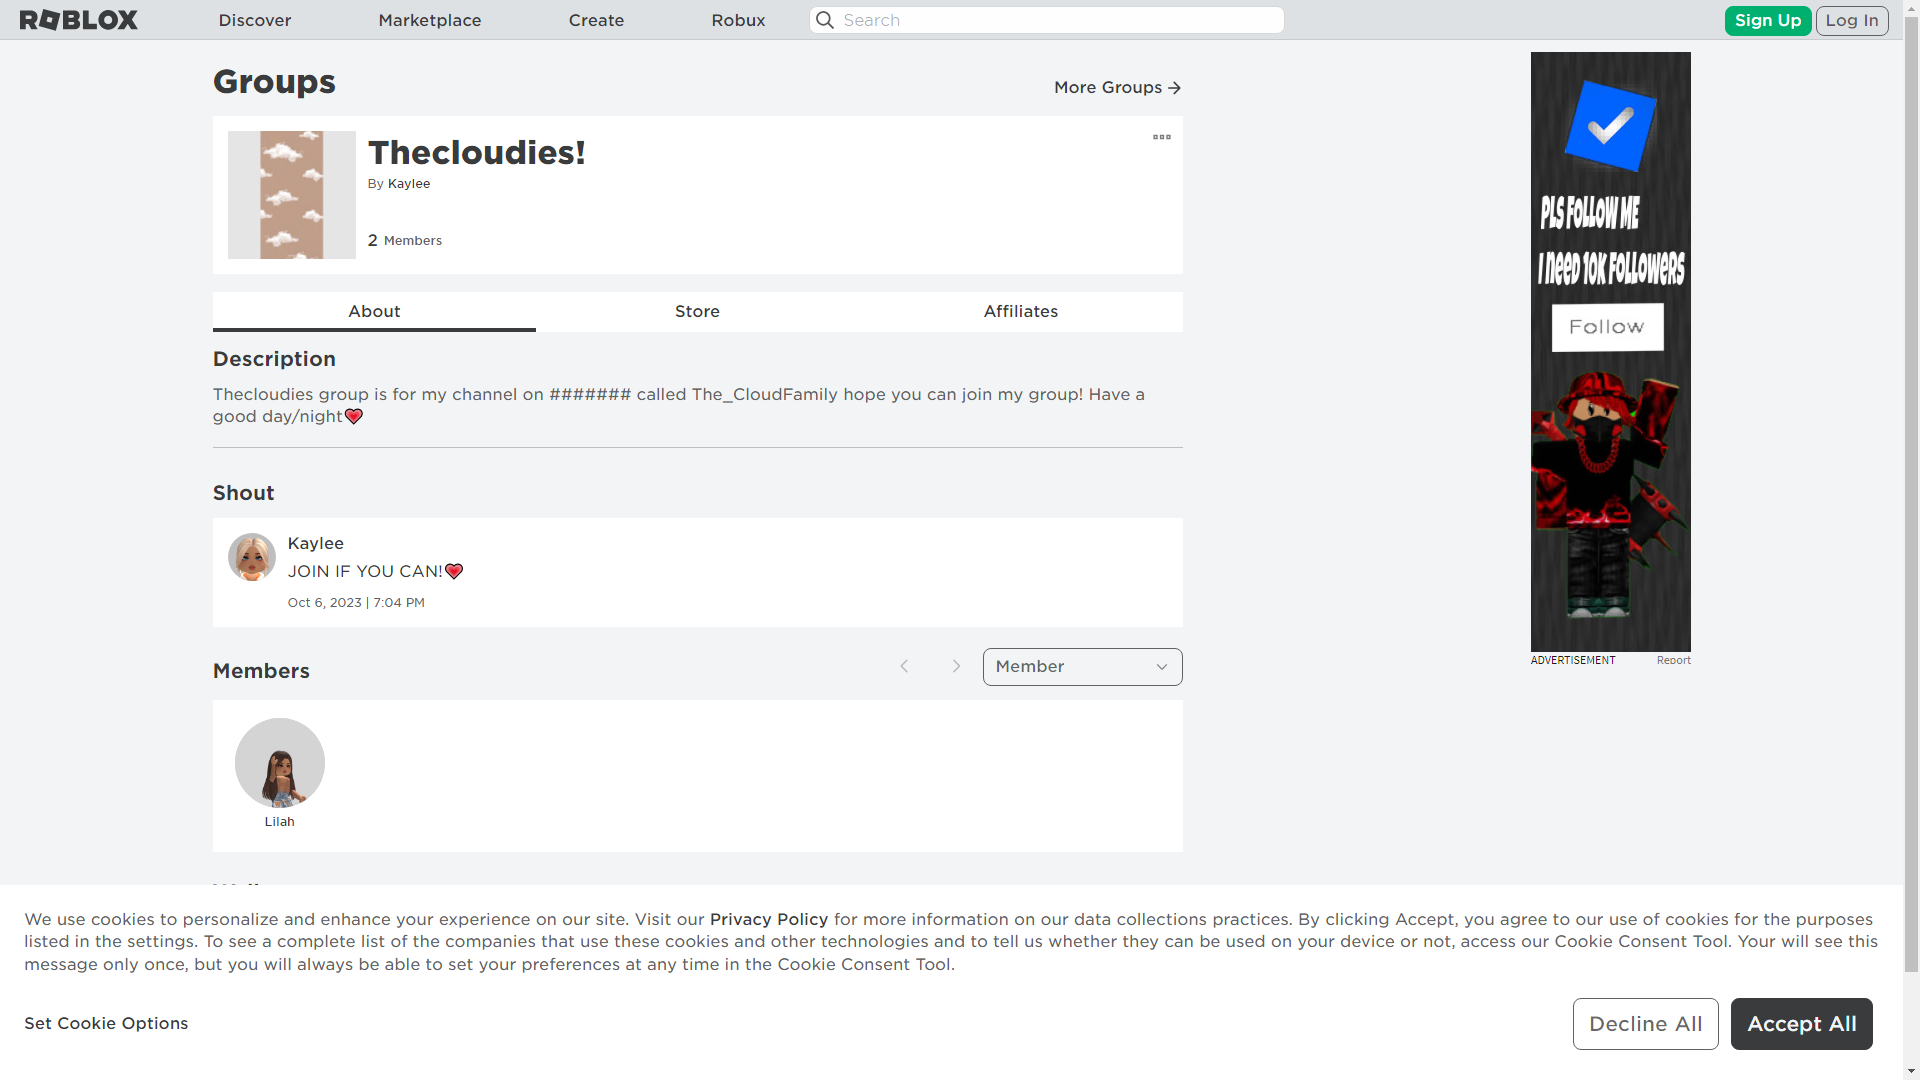 ROBLOX
Discover
Marketplace
Create
Robux
Search
Sign Up
Log In
Groups
More Groups
Thecloudies!
By Kaylee
2 Members
About
Store
Affiliates
Description
Thecloudies group is for my channel on ####### called The_CloudFamily hope you can join my group! Have a
good day/night💗
Shout
Kaylee
JOIN IF YOU CAN!💗
Oct 6, 2023 | 7:04 PM
Members
Member
Lilah
PLS FOLLOW ME
I NEED 10K FOLLOWERS
Follow
ADVERTISEMENT
Report
We use cookies to personalize and enhance your experience on our site. Visit our Privacy Policy for more information on our data collections practices. By clicking Accept, you agree to our use of cookies for the purposes
listed in the settings. To see a complete list of the companies that use these cookies and other technologies and to tell us whether they can be used on your device or not, access our Cookie Consent Tool. Your will see this
message only once, but you will always be able to set your preferences at any time in the Cookie Consent Tool.
Set Cookie Options
Decline All
Accept All